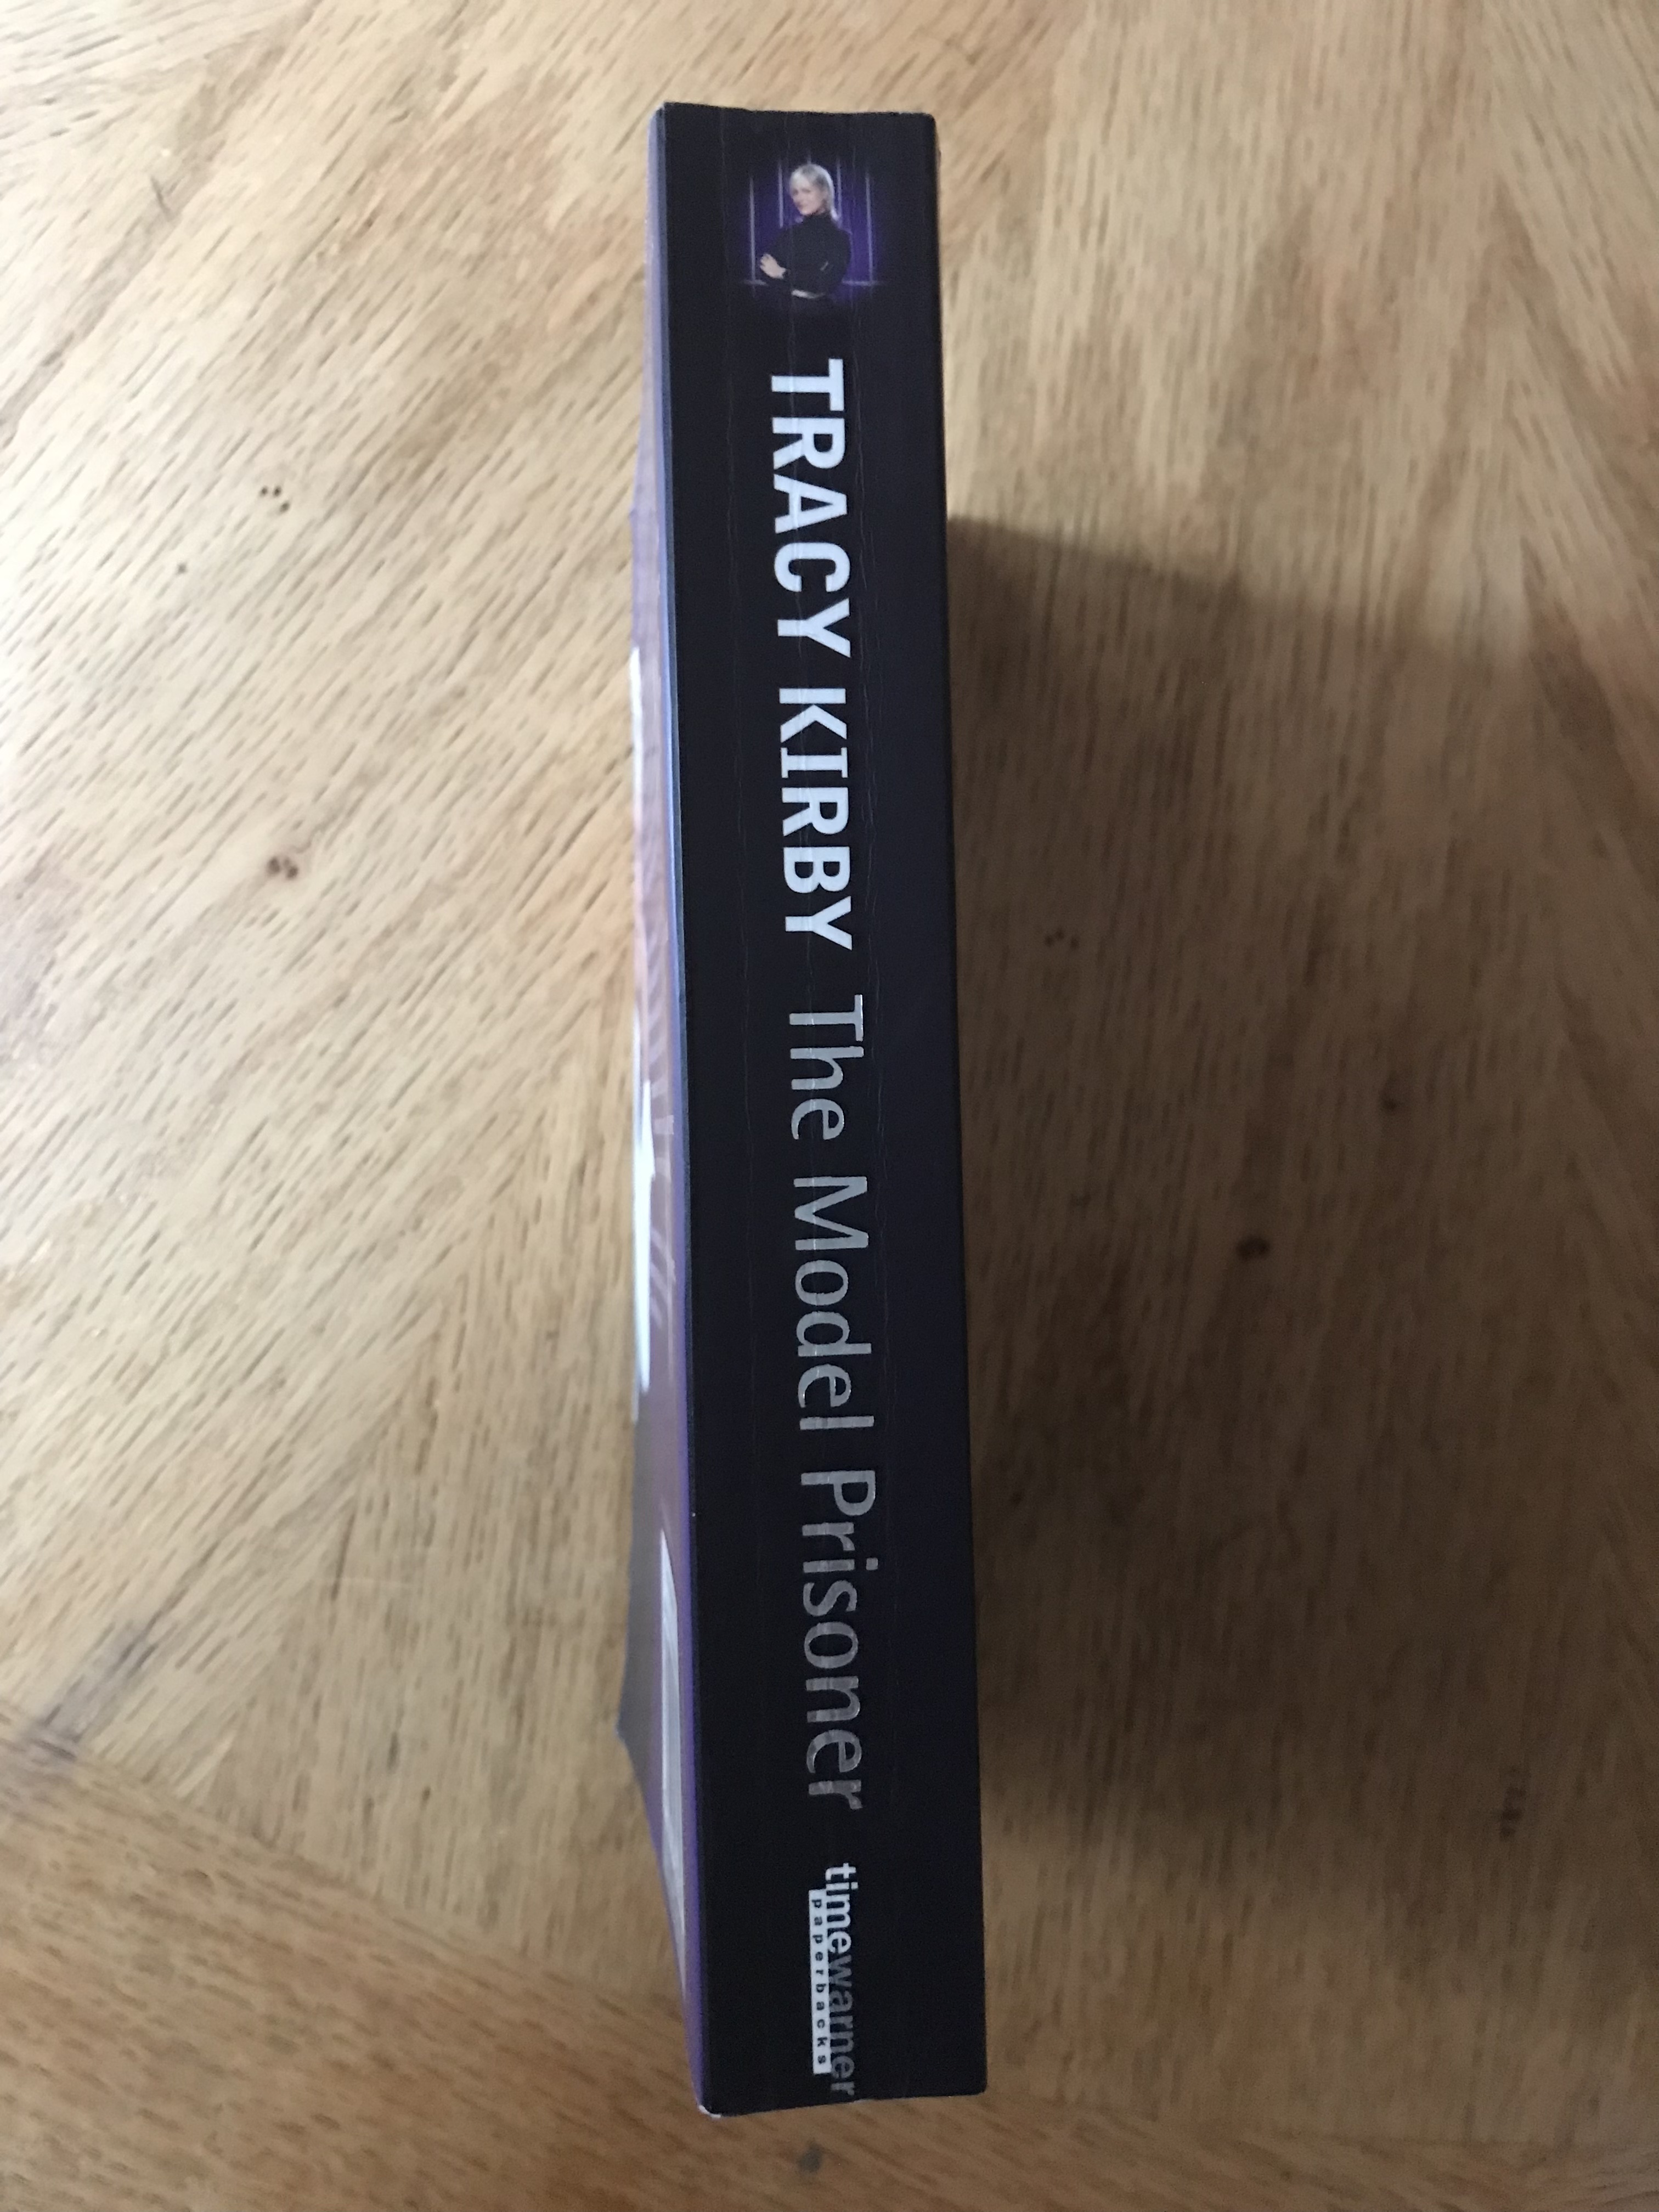 TRACY KIRBY The Model Prisoner
timewarner
paperbacks